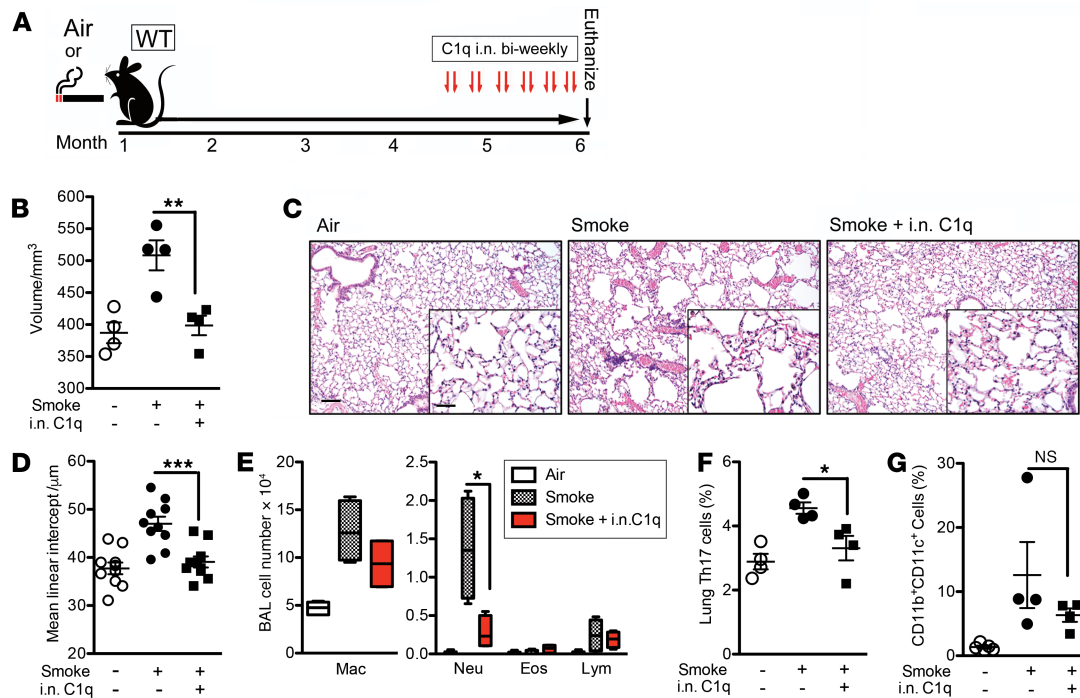 A
Air
or
WT
C1q i.n. bi-weekly
Euthanize
Month
1 2 3 4 5 6
B
600
550
500
450
400
350
300
Volume/mm³
**
Smoke - + +
i.n. C1q - - +
C
Air
Smoke
Smoke + i.n. C1q
D
60
50
40
30
20
Mean linear intercept /μm
***
Smoke - + +
i.n. C1q - - +
E
20
15
10
5
0
BAL cell number × 10⁴
Mac
2.5
2.0
1.5
1.0
0.5
0.0
*
Neu Eos Lym
Air
Smoke
Smoke + i.n.C1q
F
6
4
2
0
Lung Th17 cells (%)
*
Smoke - + +
i.n. C1q - - +
G
30
20
10
0
CD11b⁺CD11c⁺ Cells (%)
NS
Smoke - + +
i.n. C1q - - +